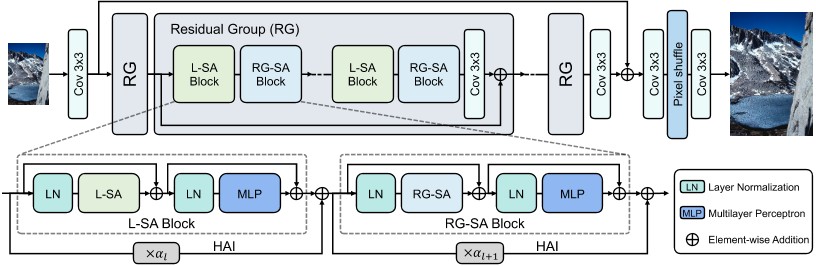 Residual Group (RG)
Cov 3x3
RG
L-SA
Block
RG-SA
Block
L-SA
Block
RG-SA
Block
Cov 3x3
RG
Cov 3x3
Cov 3x3
Pixel shuffle
Cov 3x3
LN
L-SA
LN
MLP
L-SA Block
×α_l
HAI
LN
RG-SA
LN
MLP
RG-SA Block
×α_{l+1}
HAI
LN Layer Normalization
MLP Multilayer Perceptron
Element-wise Addition